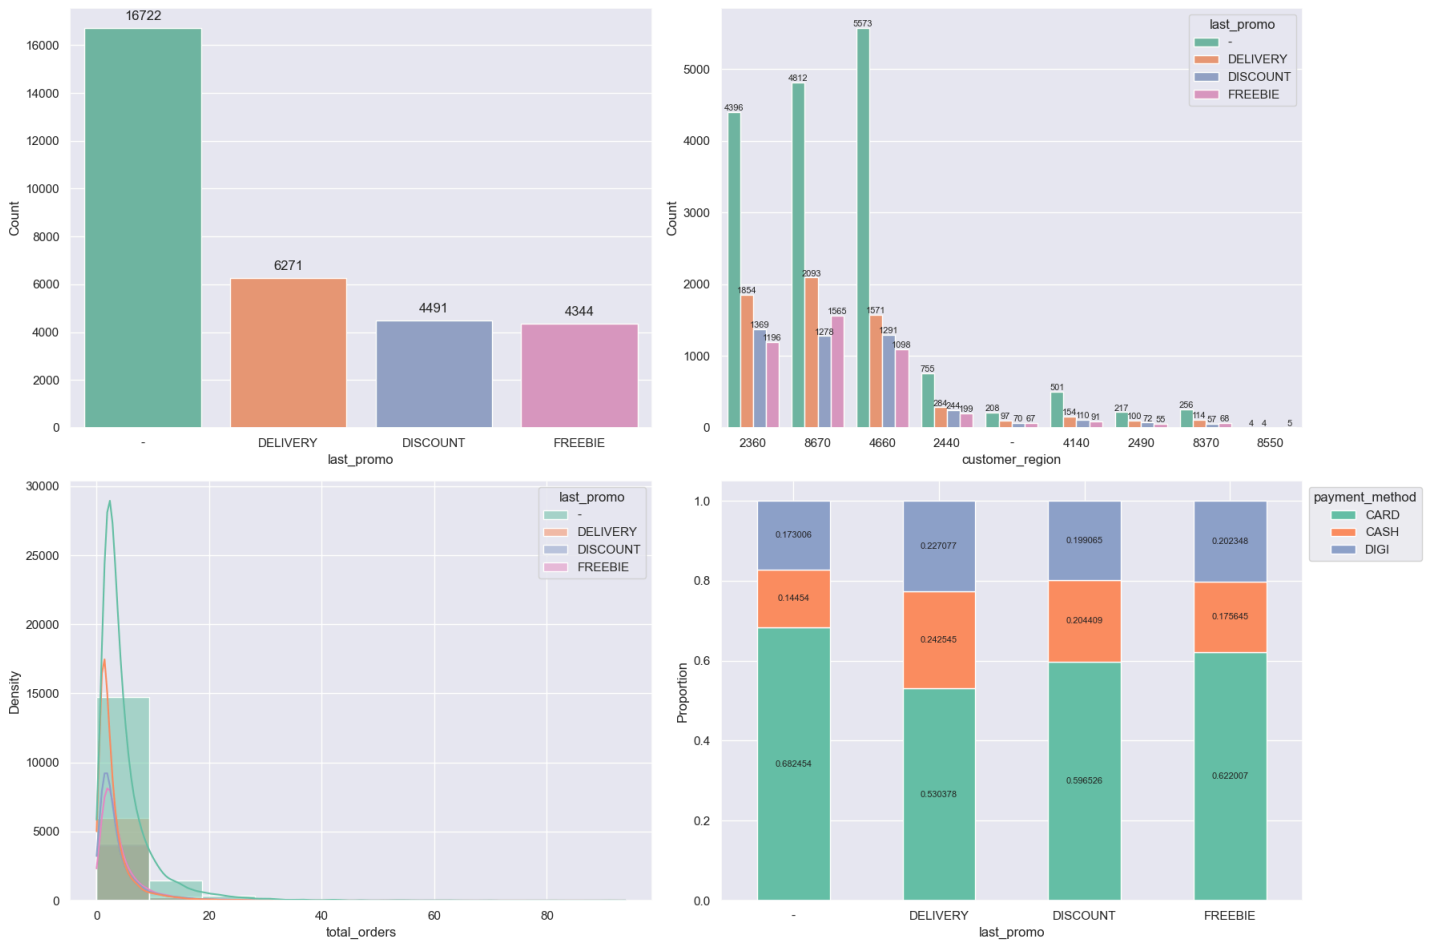 16722
16000
14000
12000
10000
8000
6000
4000
2000
0
Count
6271
4491
4344
-
DELIVERY
DISCOUNT
FREEBIE
last_promo
last_promo
-
DELIVERY
DISCOUNT
FREEBIE
5000
4000
3000
2000
1000
0
Count
4396 1854 1369 1196
4812 2093 1278 1565
5573 1571 1291 1098
755 284 244 199
208 97 70 67
501 154 110 91
217 100 72 55
256 114 57 68
4 4 5
2360 8670 4660 2440 - 4140 2490 8370 8550
customer_region
30000
25000
20000
15000
10000
5000
0
Density
last_promo
-
DELIVERY
DISCOUNT
FREEBIE
0 20 40 60 80
total_orders
1.0
0.8
0.6
0.4
0.2
0.0
Proportion
0.173006
0.14454
0.682454
0.227077
0.242545
0.530378
0.199065
0.204409
0.596526
0.202348
0.175645
0.622007
- DELIVERY DISCOUNT FREEBIE
last_promo
payment_method
CARD
CASH
DIGI